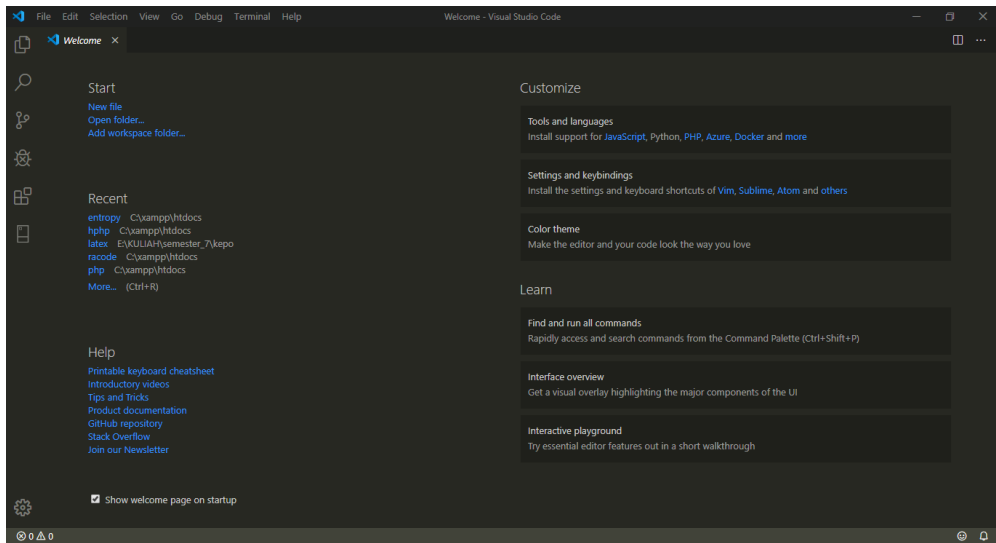 File Edit Selection View Go Debug Terminal Help
Welcome - Visual Studio Code
Welcome
Start
New file
Open folder...
Add workspace folder...
Recent
entropy C:\xampp\htdocs
hphp C:\xampp\htdocs
latex E:\KULIAH\semester_7\kepo
racode C:\xampp\htdocs
php C:\xampp\htdocs
More... (Ctrl+R)
Help
Printable keyboard cheatsheet
Introductory videos
Tips and Tricks
Product documentation
GitHub repository
Stack Overflow
Join our Newsletter
Show welcome page on startup
Customize
Tools and languages
Install support for JavaScript, Python, PHP, Azure, Docker and more
Settings and keybindings
Install the settings and keyboard shortcuts of Vim, Sublime, Atom and others
Color theme
Make the editor and your code look the way you love
Learn
Find and run all commands
Rapidly access and search commands from the Command Palette (Ctrl+Shift+P)
Interface overview
Get a visual overlay highlighting the major components of the UI
Interactive playground
Try essential editor features out in a short walkthrough
0 0